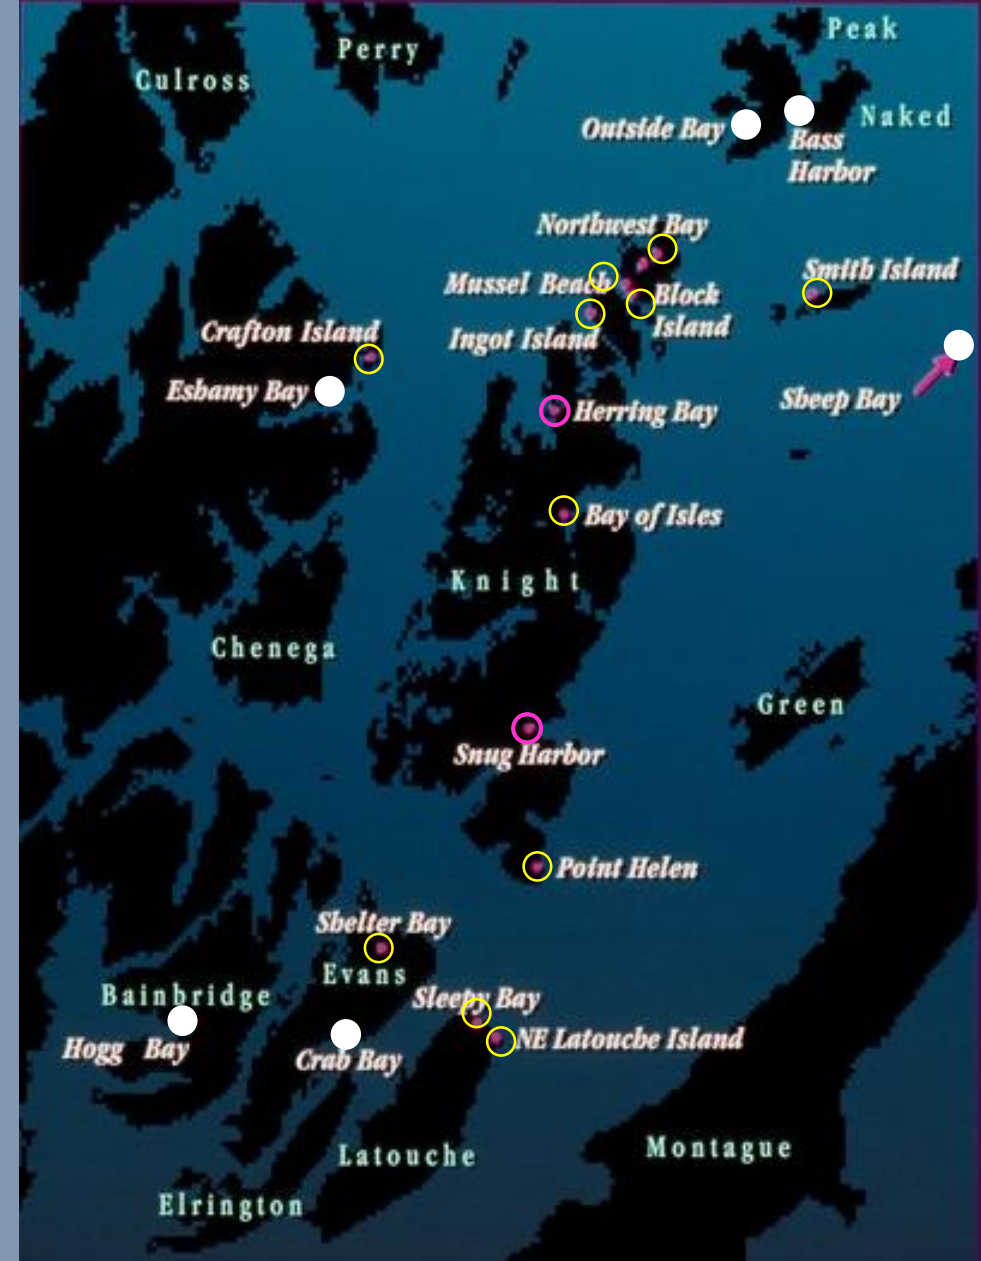 Peak
Perry
Culross
Naked
Outside Bay
Bass
Harbor
Northwest Bay
Smith Island
Mussel Beach
Block
Island
Crafton Island
Ingot Island
Eshamy Bay
Sheep Bay
Herring Bay
Bay of Isles
Knight
Chenega
Green
Snug Harbor
Point Helen
Shelter Bay
Evans
Bainbridge
Sleepy Bay
NE Latouche Island
Hogg Bay
Crab Bay
Montague
Latouche
Elrington